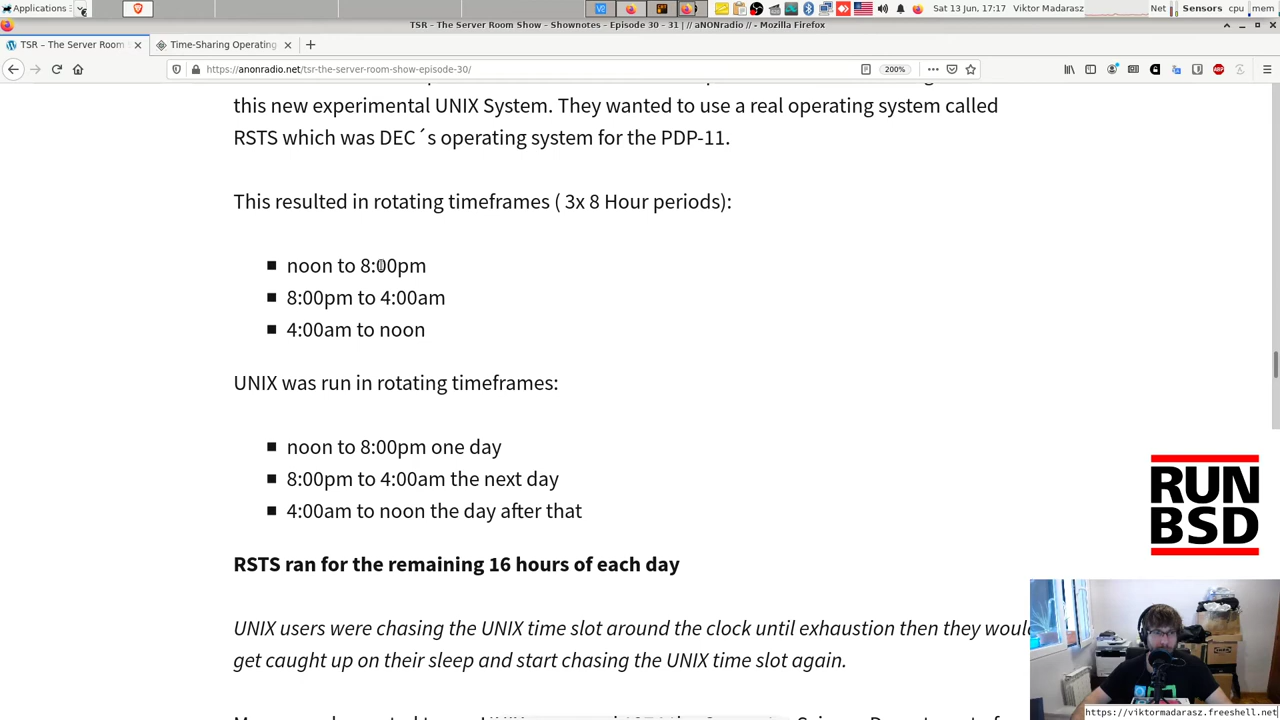 Applications
Sat 13 Jun, 17:17 Viktor Madarasz
Net
Sensors cpu
mem
TSR - The Server Room Show - Shownotes - Episode 30 - 31 | // aNONradio // - Mozilla Firefox
TSR – The Server Room
Time-Sharing Operating
https://anonradio.net/tsr-the-server-room-show-episode-30/
200%
this new experimental UNIX System. They wanted to use a real operating system called
RSTS which was DEC´s operating system for the PDP-11.
This resulted in rotating timeframes ( 3x 8 Hour periods):
noon to 8:00pm
8:00pm to 4:00am
4:00am to noon
UNIX was run in rotating timeframes:
noon to 8:00pm one day
8:00pm to 4:00am the next day
4:00am to noon the day after that
RSTS ran for the remaining 16 hours of each day
UNIX users were chasing the UNIX time slot around the clock until exhaustion then they would
get caught up on their sleep and start chasing the UNIX time slot again.
RUN
BSD
https://viktormadarasz.freeshell.net